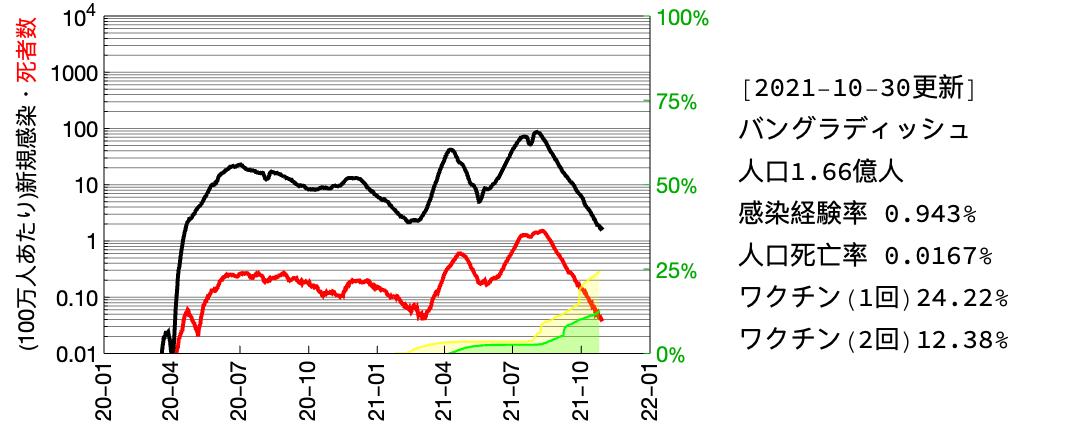 (100万人あたり)新規感染・死者数
10^4
1000
100
10
1
0.10
0.01
100%
75%
50%
25%
0%
20-01
20-04
20-07
20-10
21-01
21-04
21-07
21-10
22-01
[2021-10-30更新]
バングラディッシュ
人口1.66億人
感染経験率 0.943%
人口死亡率 0.0167%
ワクチン(1回)24.22%
ワクチン(2回)12.38%